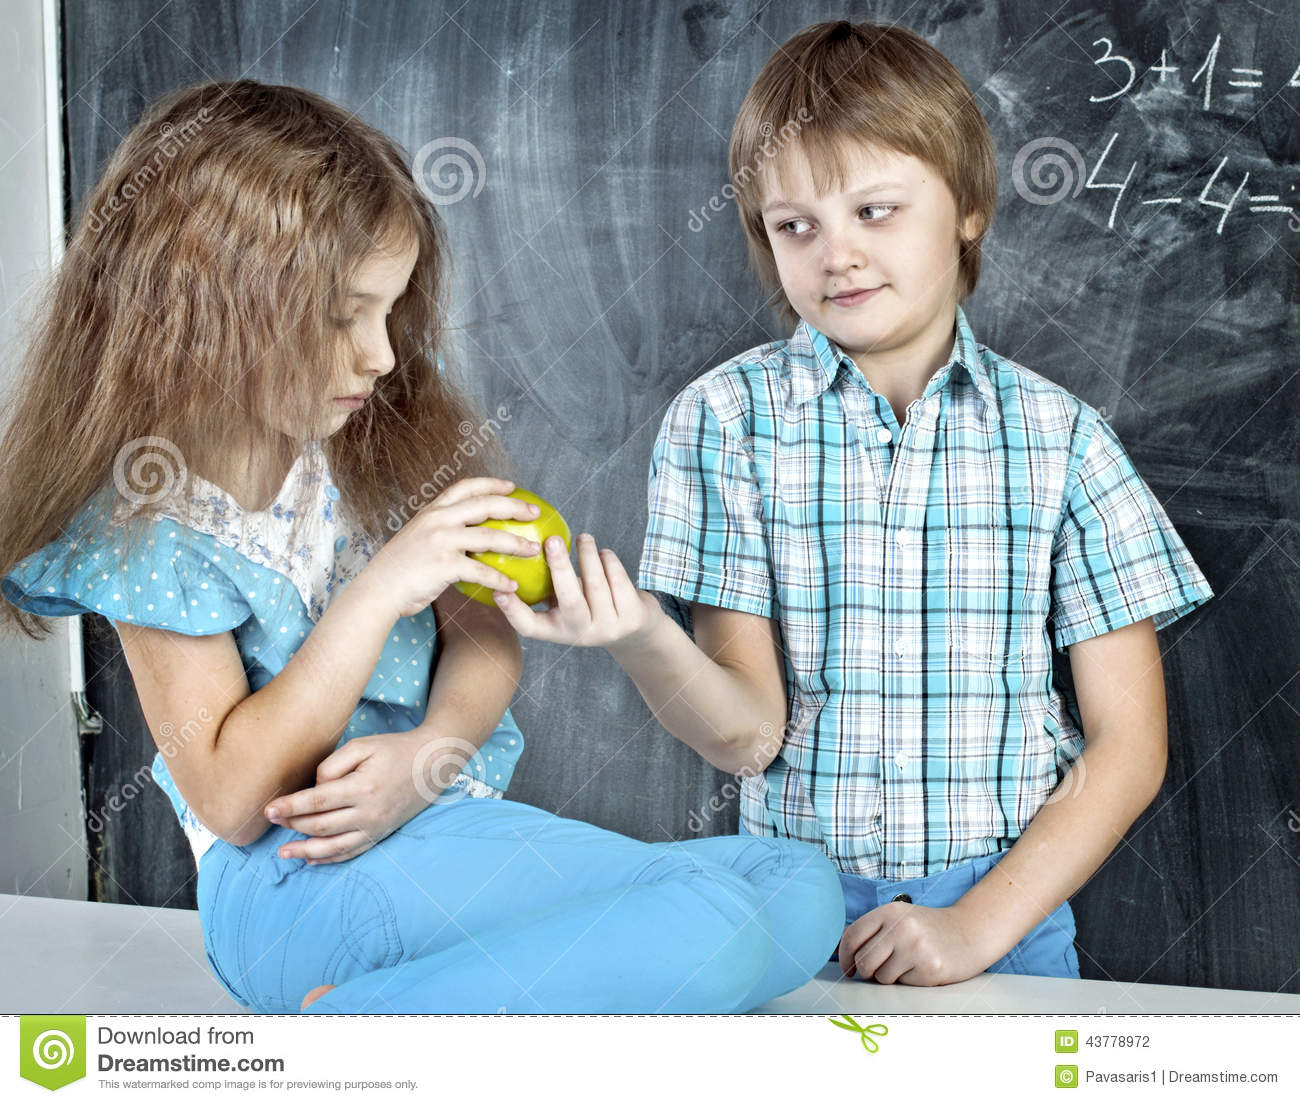 3 + 1 =
4 - 4 =
dreamstime
Download from
Dreamstime.com
This watermarked comp image is for previewing purposes only.
ID 43778972
© Pavasaris1 | Dreamstime.com